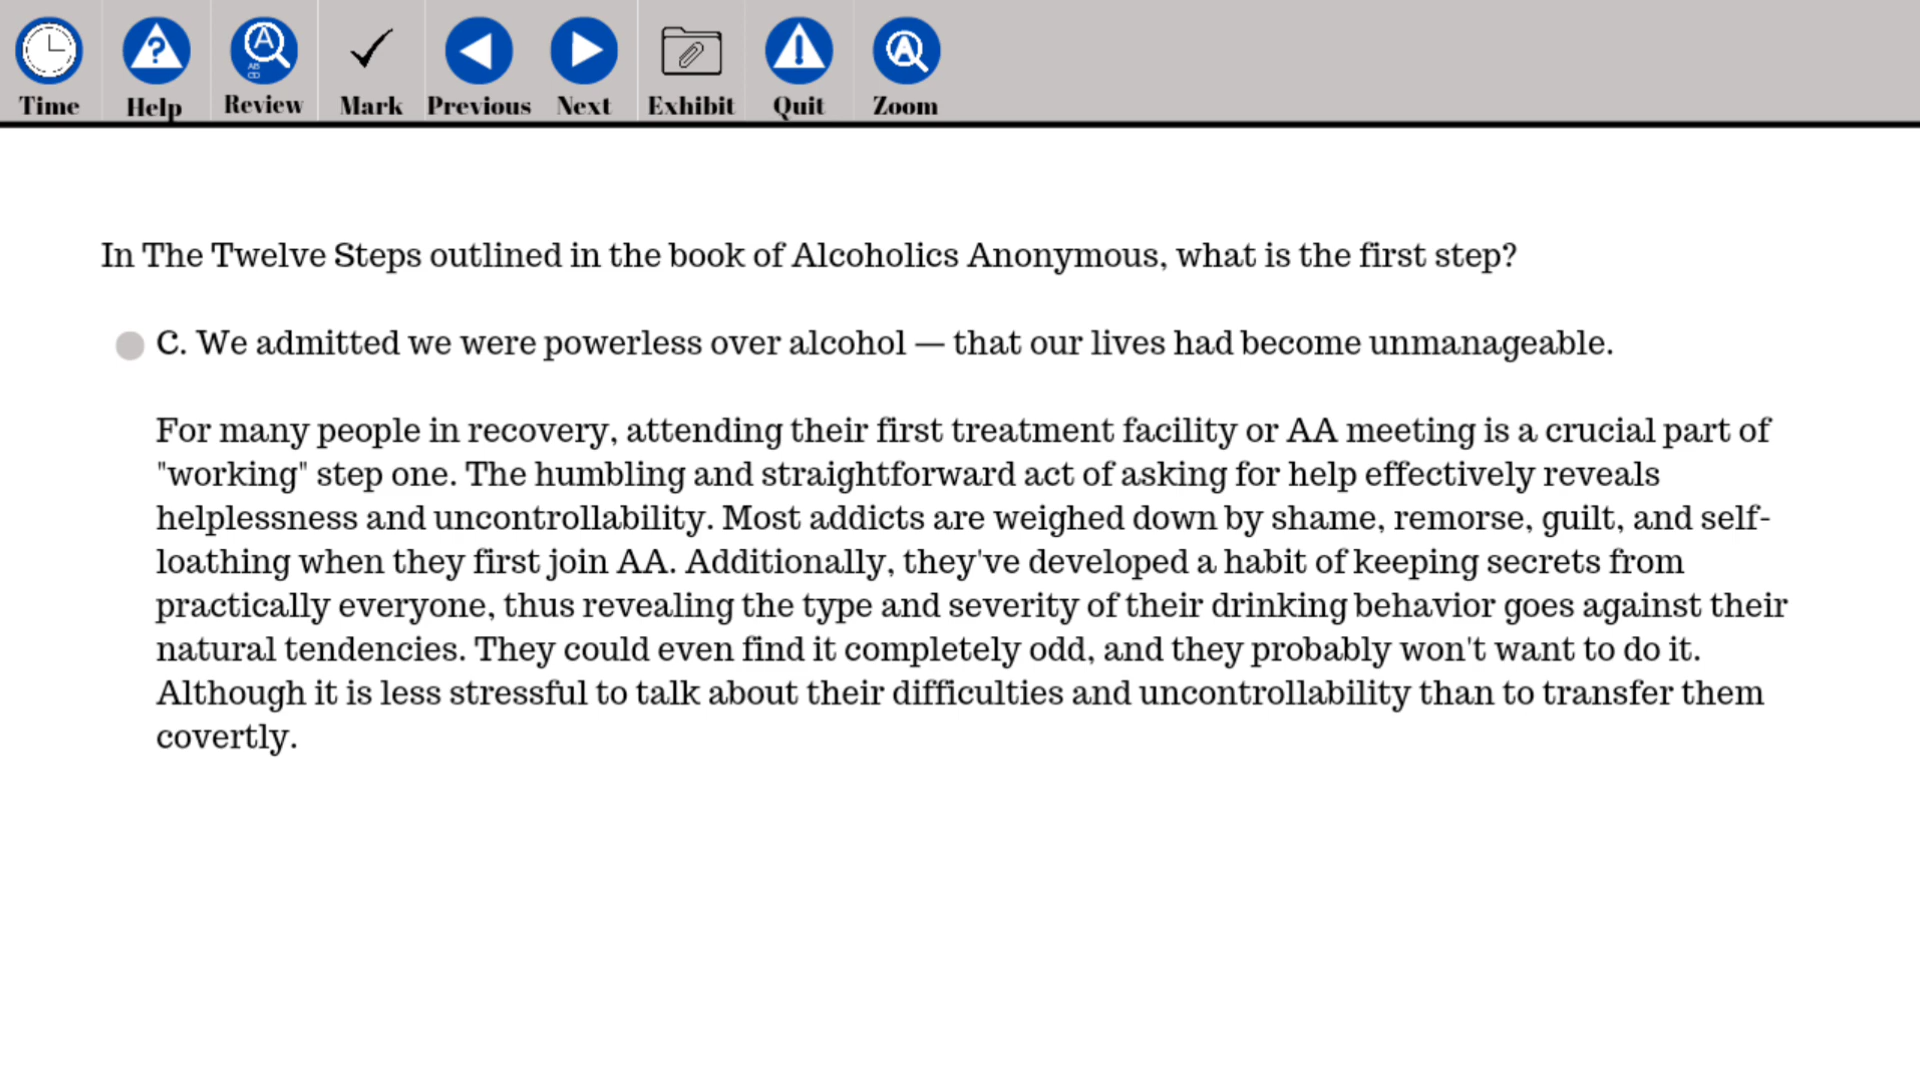 Time Help Review Mark Previous Next Exhibit Quit Zoom
In The Twelve Steps outlined in the book of Alcoholics Anonymous, what is the first step?
C. We admitted we were powerless over alcohol — that our lives had become unmanageable.
For many people in recovery, attending their first treatment facility or AA meeting is a crucial part of
"working" step one. The humbling and straightforward act of asking for help effectively reveals
helplessness and uncontrollability. Most addicts are weighed down by shame, remorse, guilt, and self-
loathing when they first join AA. Additionally, they've developed a habit of keeping secrets from
practically everyone, thus revealing the type and severity of their drinking behavior goes against their
natural tendencies. They could even find it completely odd, and they probably won't want to do it.
Although it is less stressful to talk about their difficulties and uncontrollability than to transfer them
covertly.